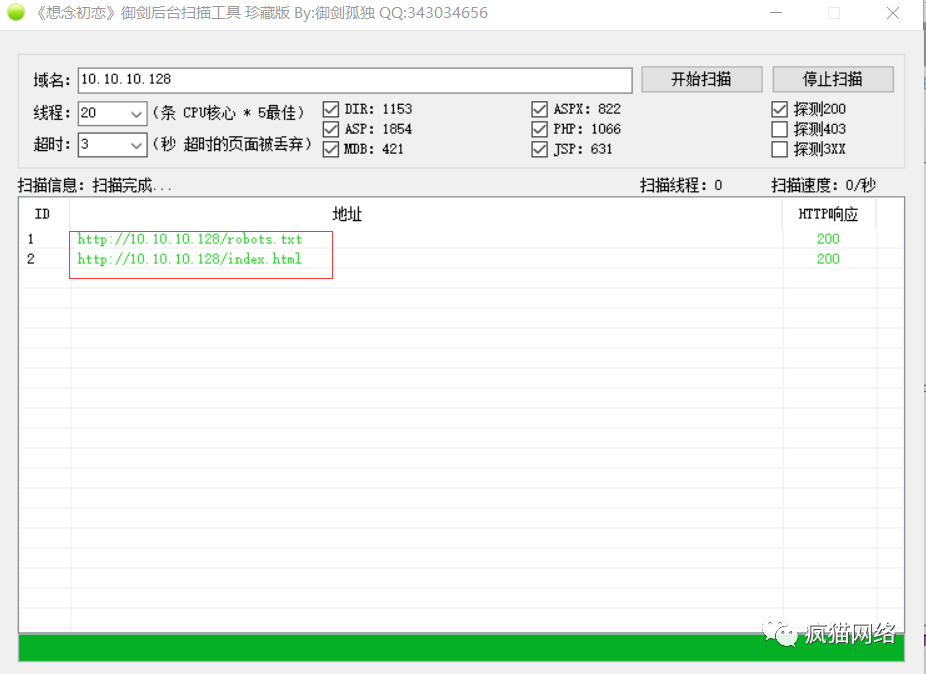 《想念初恋》御剑后台扫描工具 珍藏版 By:御剑孤独 QQ:343034656
域名: 10.10.10.128 开始扫描 停止扫描
线程: 20 (条 CPU核心 * 5最佳) DIR: 1153 ASPX: 822 探测200
ASP: 1854 PHP: 1066 探测403
超时: 3 (秒 超时的页面被丢弃) MDB: 421 JSP: 631 探测3XX
扫描信息: 扫描完成... 扫描线程: 0 扫描速度: 0/秒
ID 地址 HTTP响应
1 http://10.10.10.128/robots.txt 200
2 http://10.10.10.128/index.html 200
疯猫网络